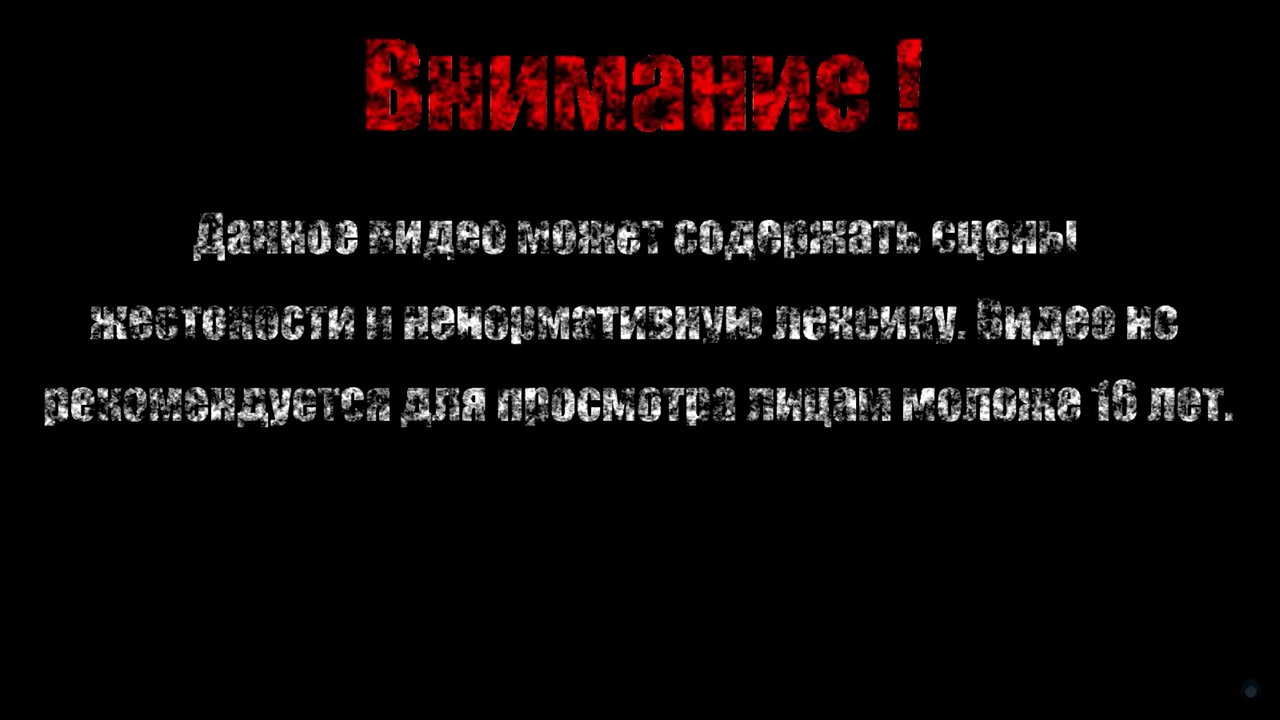 Внимание !
Данное видео может содержать сцены
жестокости и ненормативную лексику. Видео не
рекомендуется для просмотра лицам моложе 16 лет.